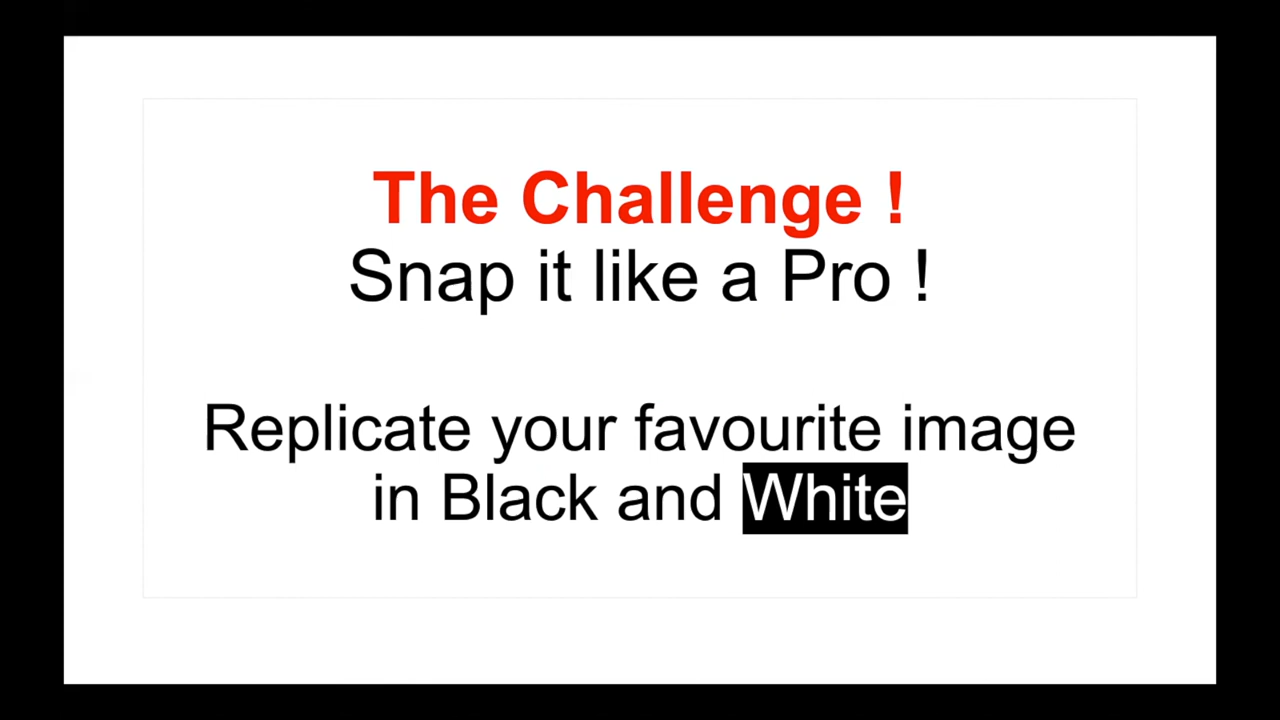 The Challenge !
Snap it like a Pro !
Replicate your favourite image
in Black and White